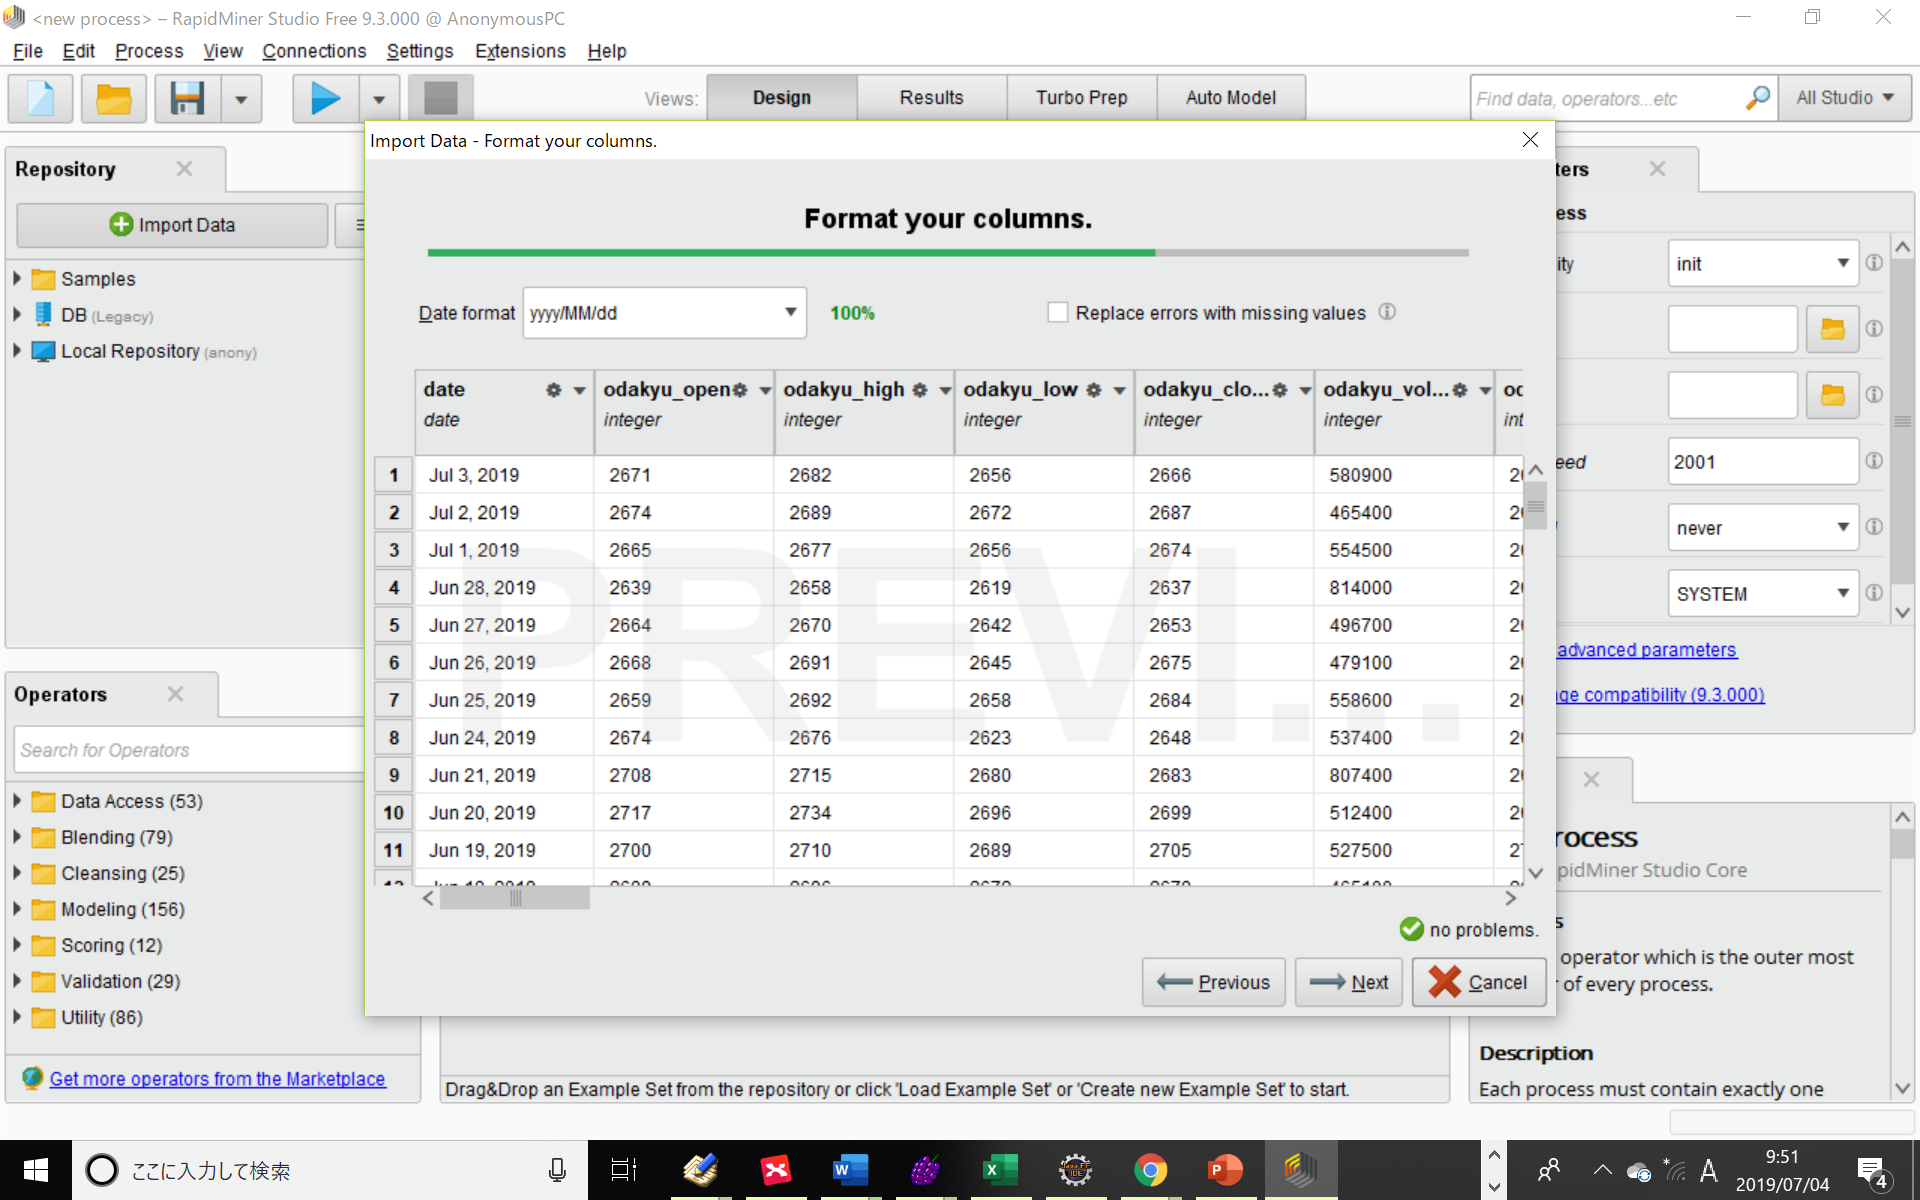 <new process> – RapidMiner Studio Free 9.3.000 @ AnonymousPC
File Edit Process View Connections Settings Extensions Help
Views: Design Results Turbo Prep Auto Model
Find data, operators...etc
All Studio
Repository
Import Data
Samples
DB (Legacy)
Local Repository (anony)
Operators
Search for Operators
Data Access (53)
Blending (79)
Cleansing (25)
Modeling (156)
Scoring (12)
Validation (29)
Utility (86)
Get more operators from the Marketplace
Import Data - Format your columns.
Format your columns.
Date format yyyy/MM/dd 100% Replace errors with missing values
date odakyu_open odakyu_high odakyu_low odakyu_clo... odakyu_vol... od
date integer integer integer integer integer int
1 Jul 3, 2019 2671 2682 2656 2666 580900
2 Jul 2, 2019 2674 2689 2672 2687 465400
3 Jul 1, 2019 2665 2677 2656 2674 554500
4 Jun 28, 2019 2639 2658 2619 2637 814000
5 Jun 27, 2019 2664 2670 2642 2653 496700
6 Jun 26, 2019 2668 2691 2645 2675 479100
7 Jun 25, 2019 2659 2692 2658 2684 558600
8 Jun 24, 2019 2674 2676 2623 2648 537400
9 Jun 21, 2019 2708 2715 2680 2683 807400
10 Jun 20, 2019 2717 2734 2696 2699 512400
11 Jun 19, 2019 2700 2710 2689 2705 527500
PREVI...
no problems.
Previous Next Cancel
Drag&Drop an Example Set from the repository or click 'Load Example Set' or 'Create new Example Set' to start.
ters
ess
ity init
eed 2001
never
SYSTEM
advanced parameters
ge compatibility (9.3.000)
rocess
pidMiner Studio Core
s
operator which is the outer most
of every process.
Description
Each process must contain exactly one
ここに入力して検索
A
9:51
2019/07/04
4